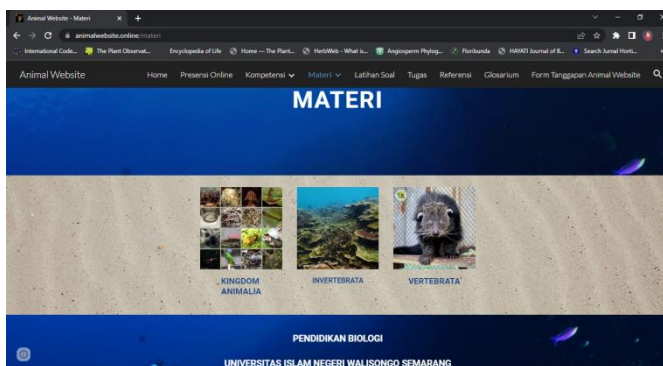 Animal Website - Materi
animalwebsite.online/materi
International Code... The Plant Observat... Encyclopedia of Life Home — The Plant... HerbWeb - What is... Angiosperm Phylog... Floribunda HAYATI Journal of B... Search Jurnal Horti...
Animal Website Home Presensi Online Kompetensi Materi Latihan Soal Tugas Referensi Glosarium Form Tanggapan Animal Website
MATERI
KINGDOM
ANIMALIA
INVERTEBRATA
VERTEBRATA
PENDIDIKAN BIOLOGI
UNIVERSITAS ISLAM NEGERI WALISONGO SEMARANG